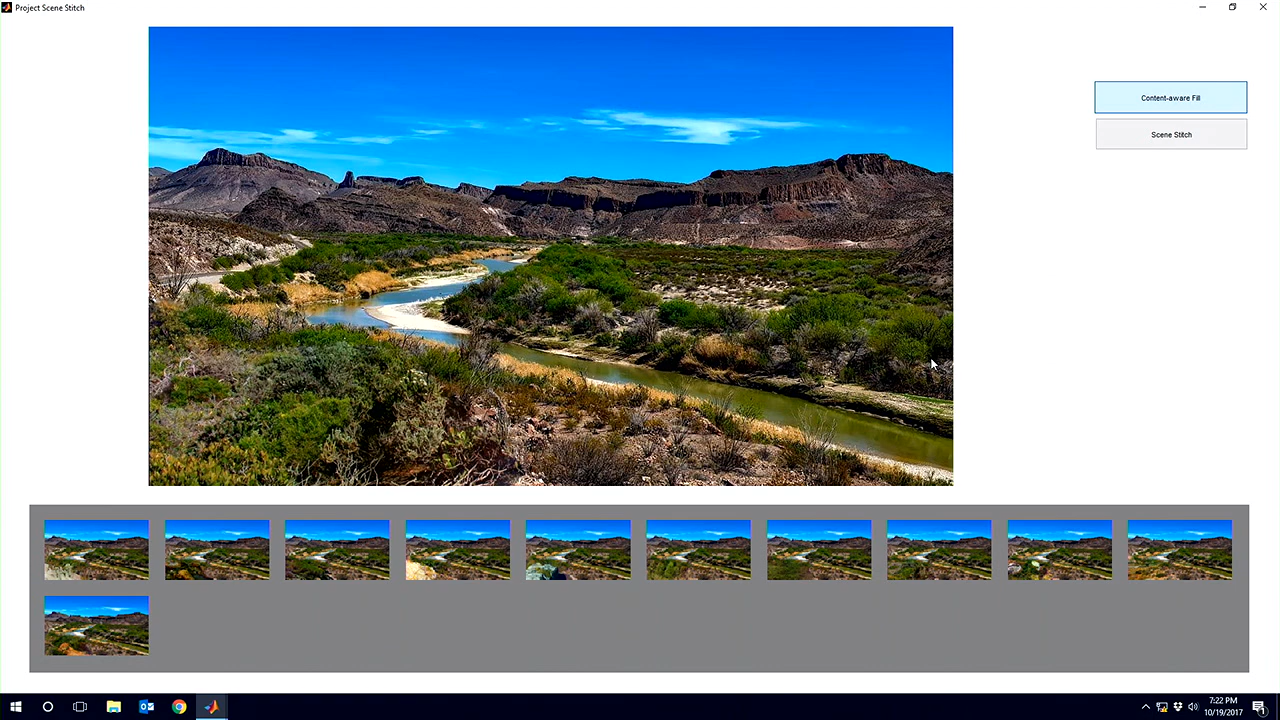 Project Scene Stitch
Content-aware Fill
Scene Stitch
7:22 PM
10/19/2017